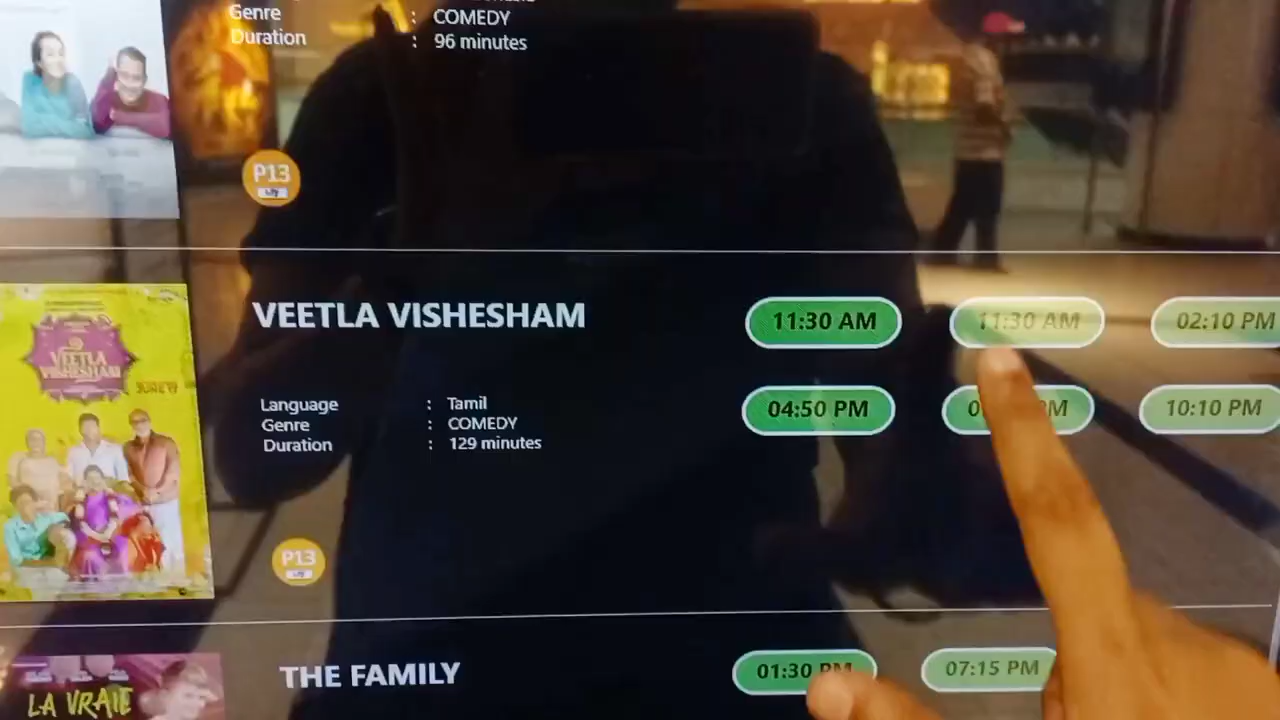 Genre : COMEDY
Duration : 96 minutes
P13
VEETLA VISHESHAM 11:30 AM 11:30 AM 02:10 PM
VEETLA
VISHESHAM
Language : Tamil
Genre : COMEDY
Duration : 129 minutes
04:50 PM 10:10 PM
P13
THE FAMILY 01:30 PM 07:15 PM
LA VRAIE